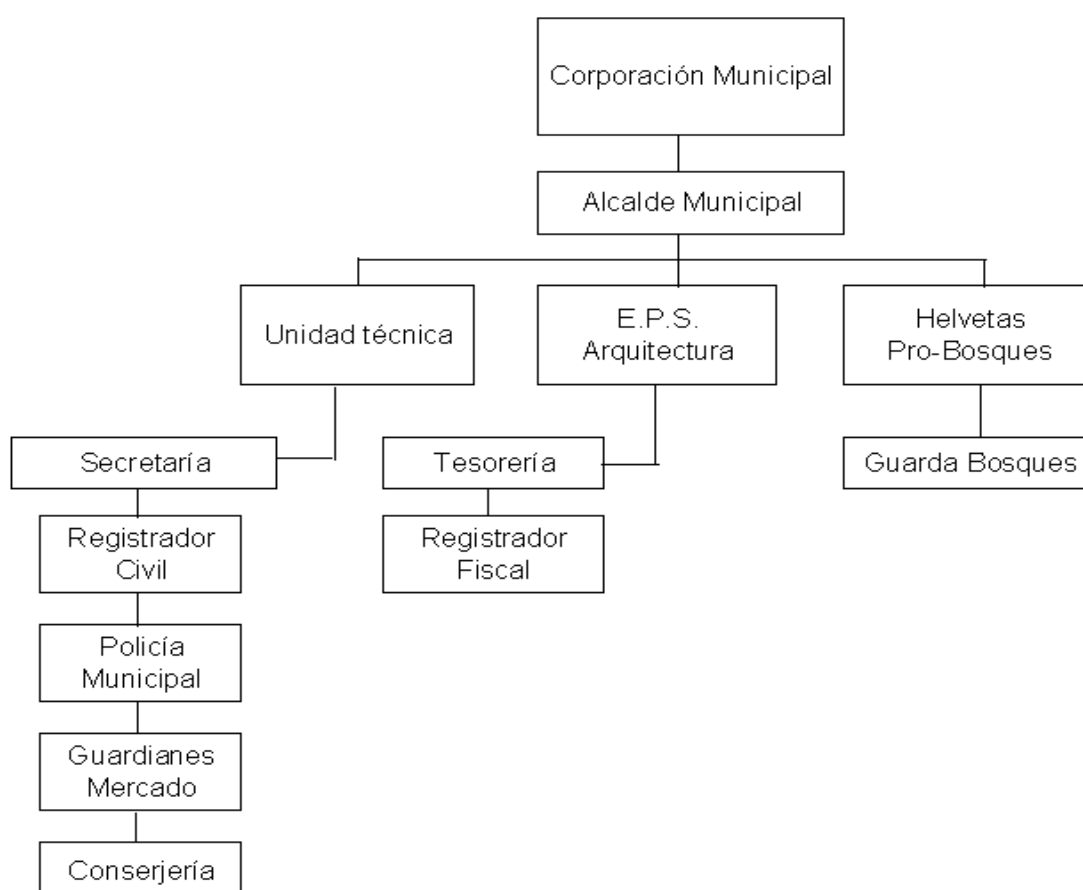 Corporación Municipal
Alcalde Municipal
Unidad técnica
E.P.S.
Arquitectura
Helvetas
Pro-Bosques
Secretaría
Tesorería
Guarda Bosques
Registrador
Civil
Registrador
Fiscal
Policía
Municipal
Guardianes
Mercado
Conserjería